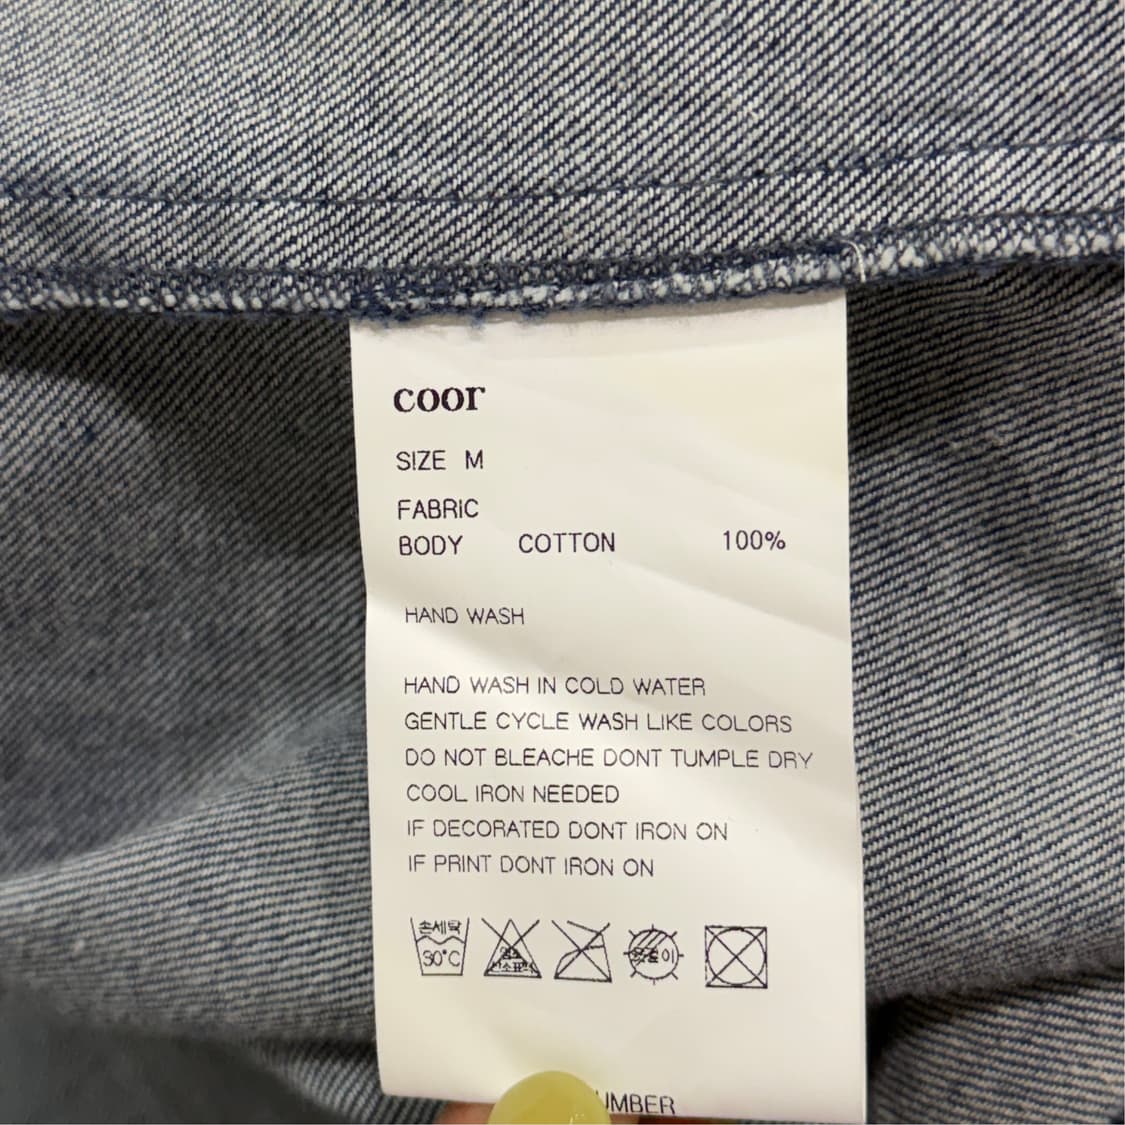 coor
SIZE M
FABRIC
BODY COTTON 100%
HAND WASH
HAND WASH IN COLD WATER
GENTLE CYCLE WASH LIKE COLORS
DO NOT BLEACHE DONT TUMPLE DRY
COOL IRON NEEDED
IF DECORATED DONT IRON ON
IF PRINT DONT IRON ON
손세탁
30°C
UMBER